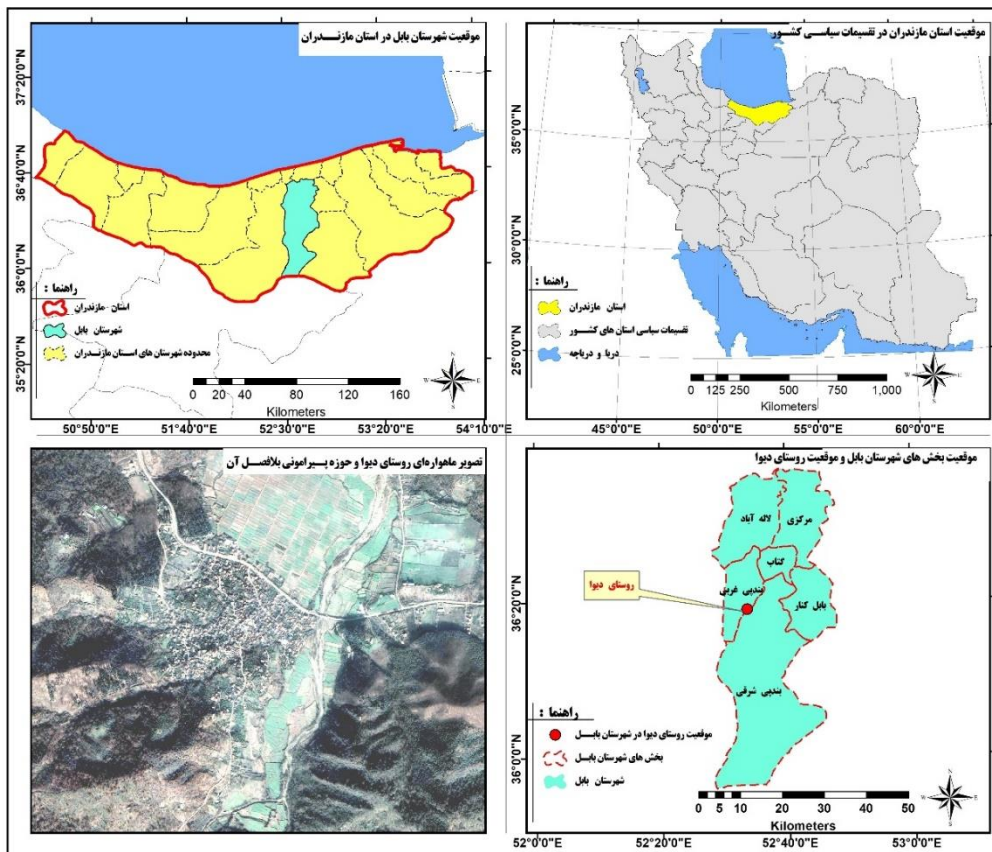 موقعیت استان مازندران در تقسیمات سیاسی کشور
35°0'0"N
30°0'0"N
25°0'0"N
راهنما :
استان مازندران
تقسیمات سیاسی استان های کشور
دریا و دریاچه
0 125 250 500 750 1,000
Kilometers
45°0'0"E 50°0'0"E 55°0'0"E 60°0'0"E
موقعیت شهرستان بابل در استان مازندران
37°20'0"N
36°40'0"N
36°0'0"N
35°20'0"N
راهنما :
استان مازندران
شهرستان بابل
محدوده شهرستان های استان مازندران
0 20 40 80 120 160
Kilometers
50°50'0"E 51°40'0"E 52°30'0"E 53°20'0"E 54°10'0"E
موقعیت بخش های شهرستان بابل و موقعیت روستای دیوا
لاله آباد
مرکزی
گتاب
بندپی غربی
بابل کنار
روستای دیوا
بندپی شرقی
36°20'0"N
36°0'0"N
راهنما :
موقعیت روستای دیوا در شهرستان بابل
بخش های شهرستان بابل
شهرستان بابل
0 5 10 20 30 40 50
Kilometers
52°0'0"E 52°20'0"E 52°40'0"E 53°0'0"E
تصویر ماهواره‌ای روستای دیوا و حوزه پیرامونی بلافصل آن